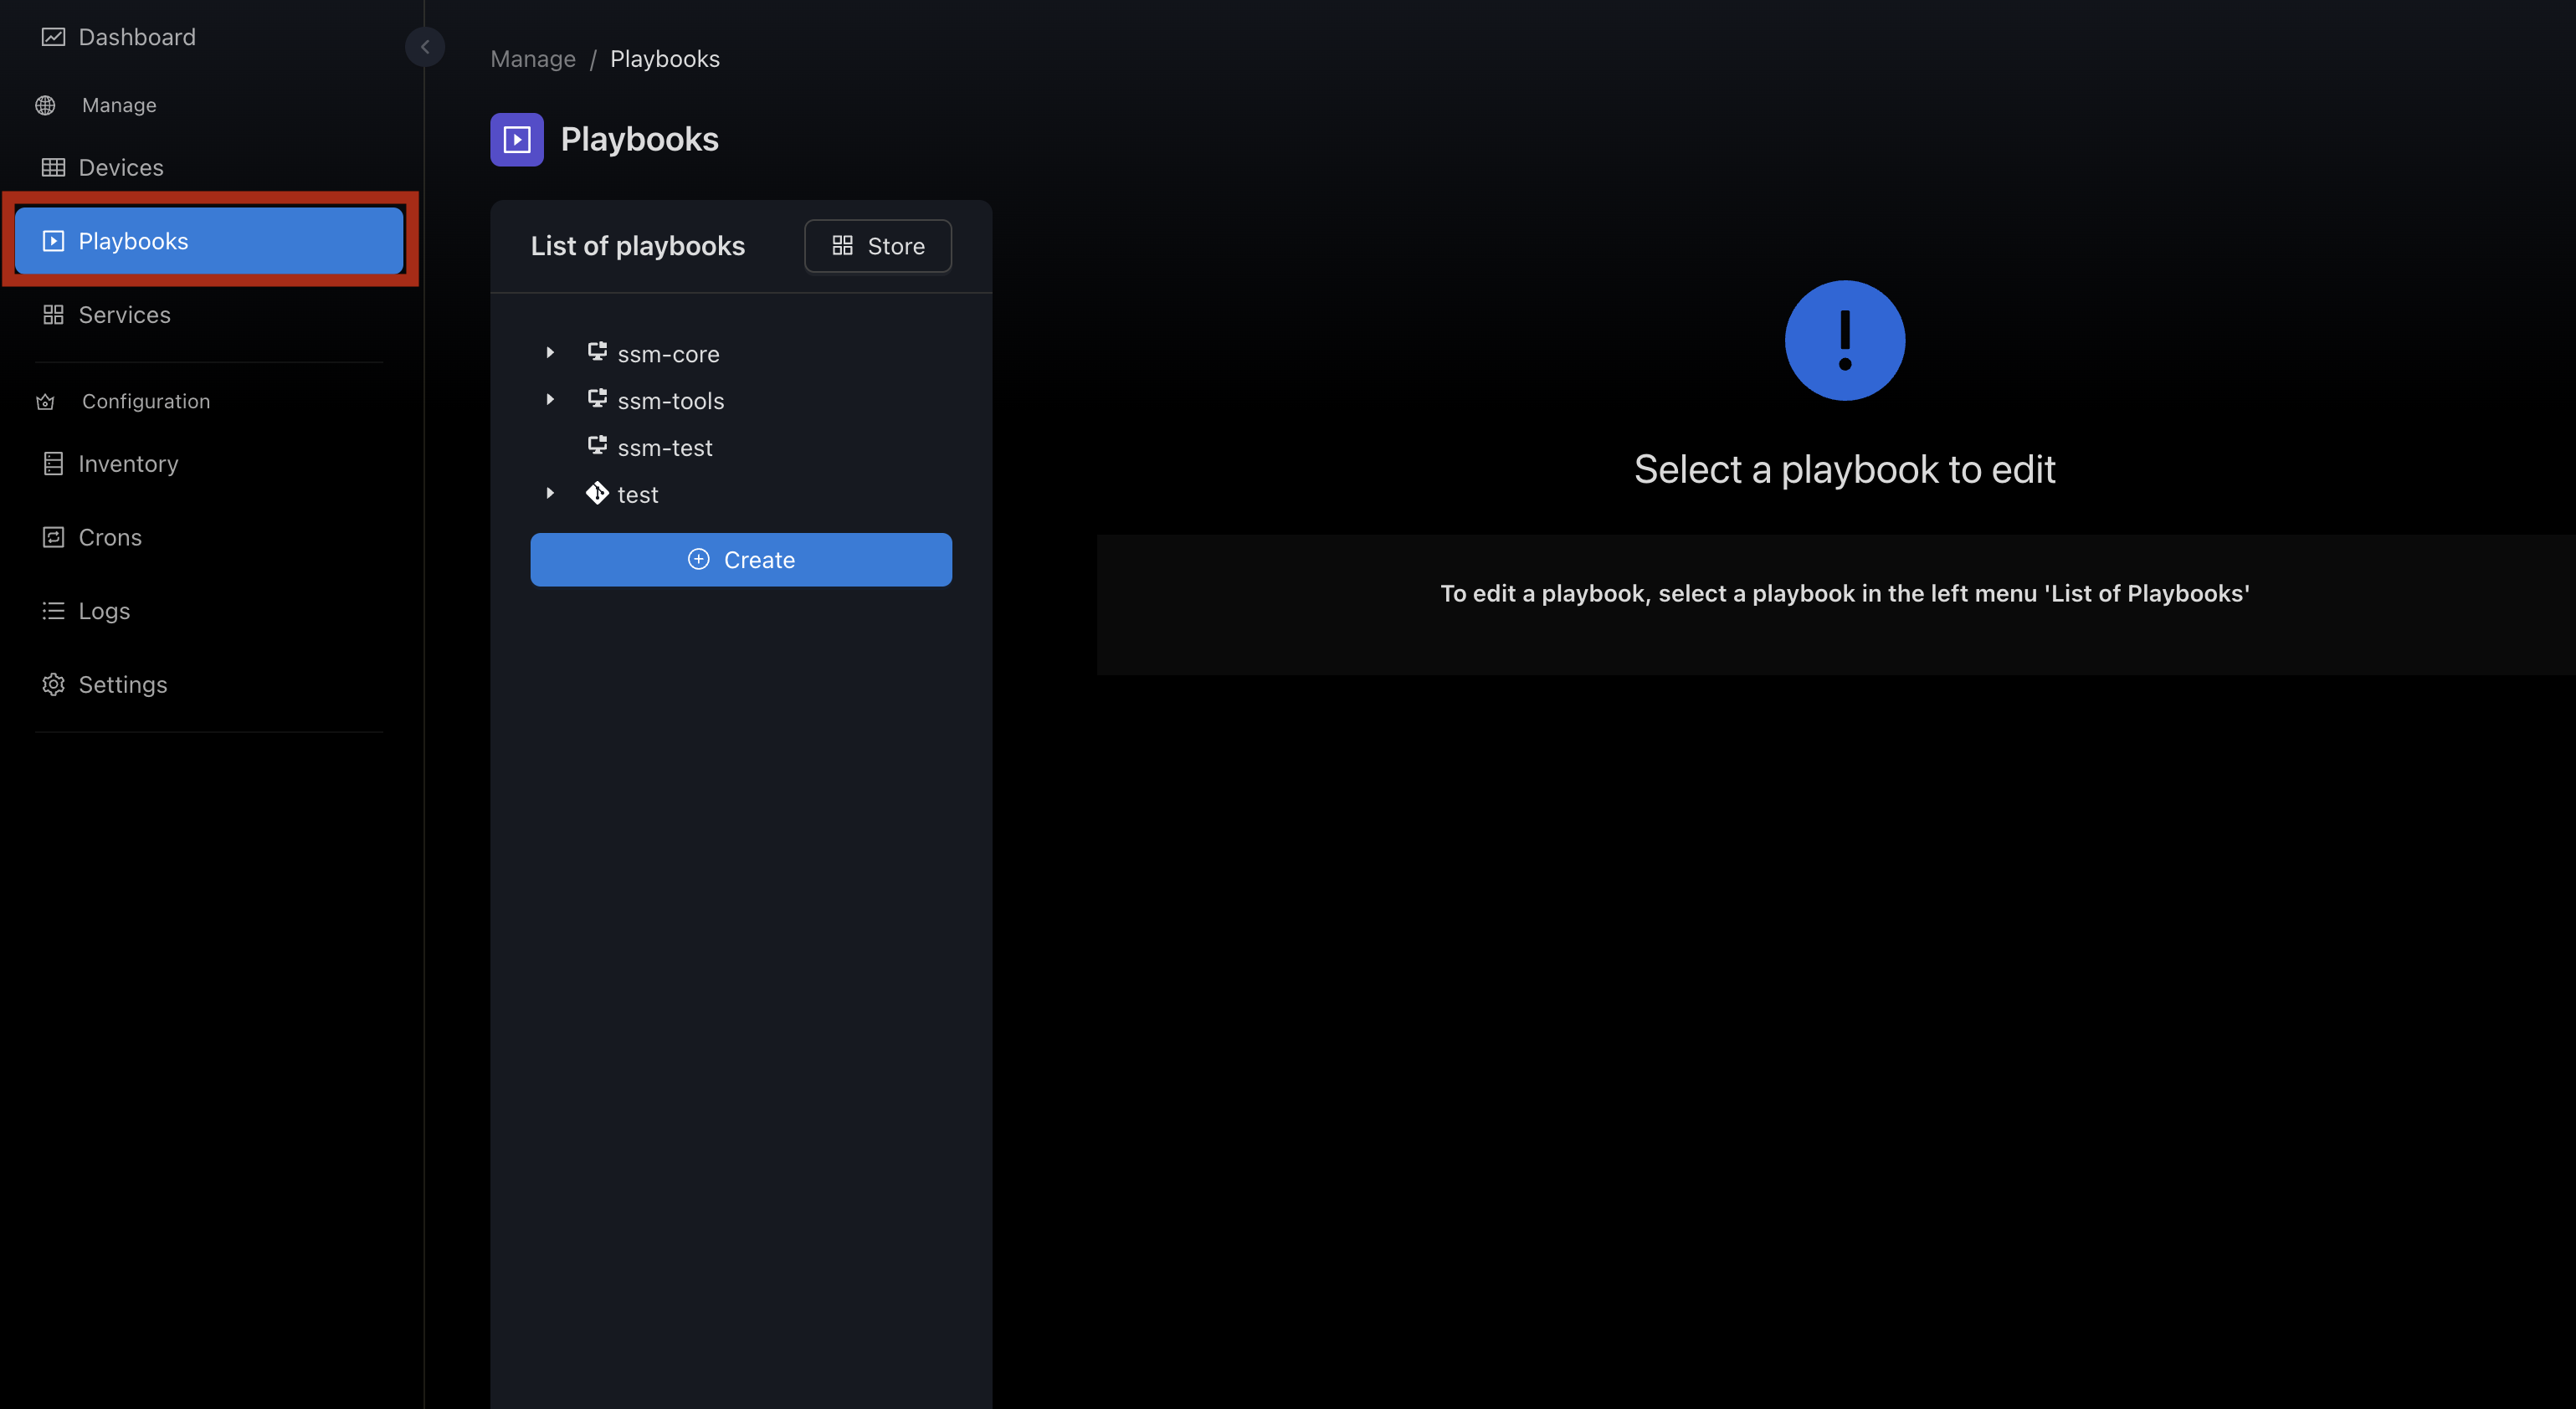 Dashboard
Manage
Devices
Playbooks
Services
Configuration
Inventory
Crons
Logs
Settings
Manage / Playbooks
Playbooks
List of playbooks
Store
ssm-core
ssm-tools
ssm-test
test
Create
Select a playbook to edit
To edit a playbook, select a playbook in the left menu 'List of Playbooks'